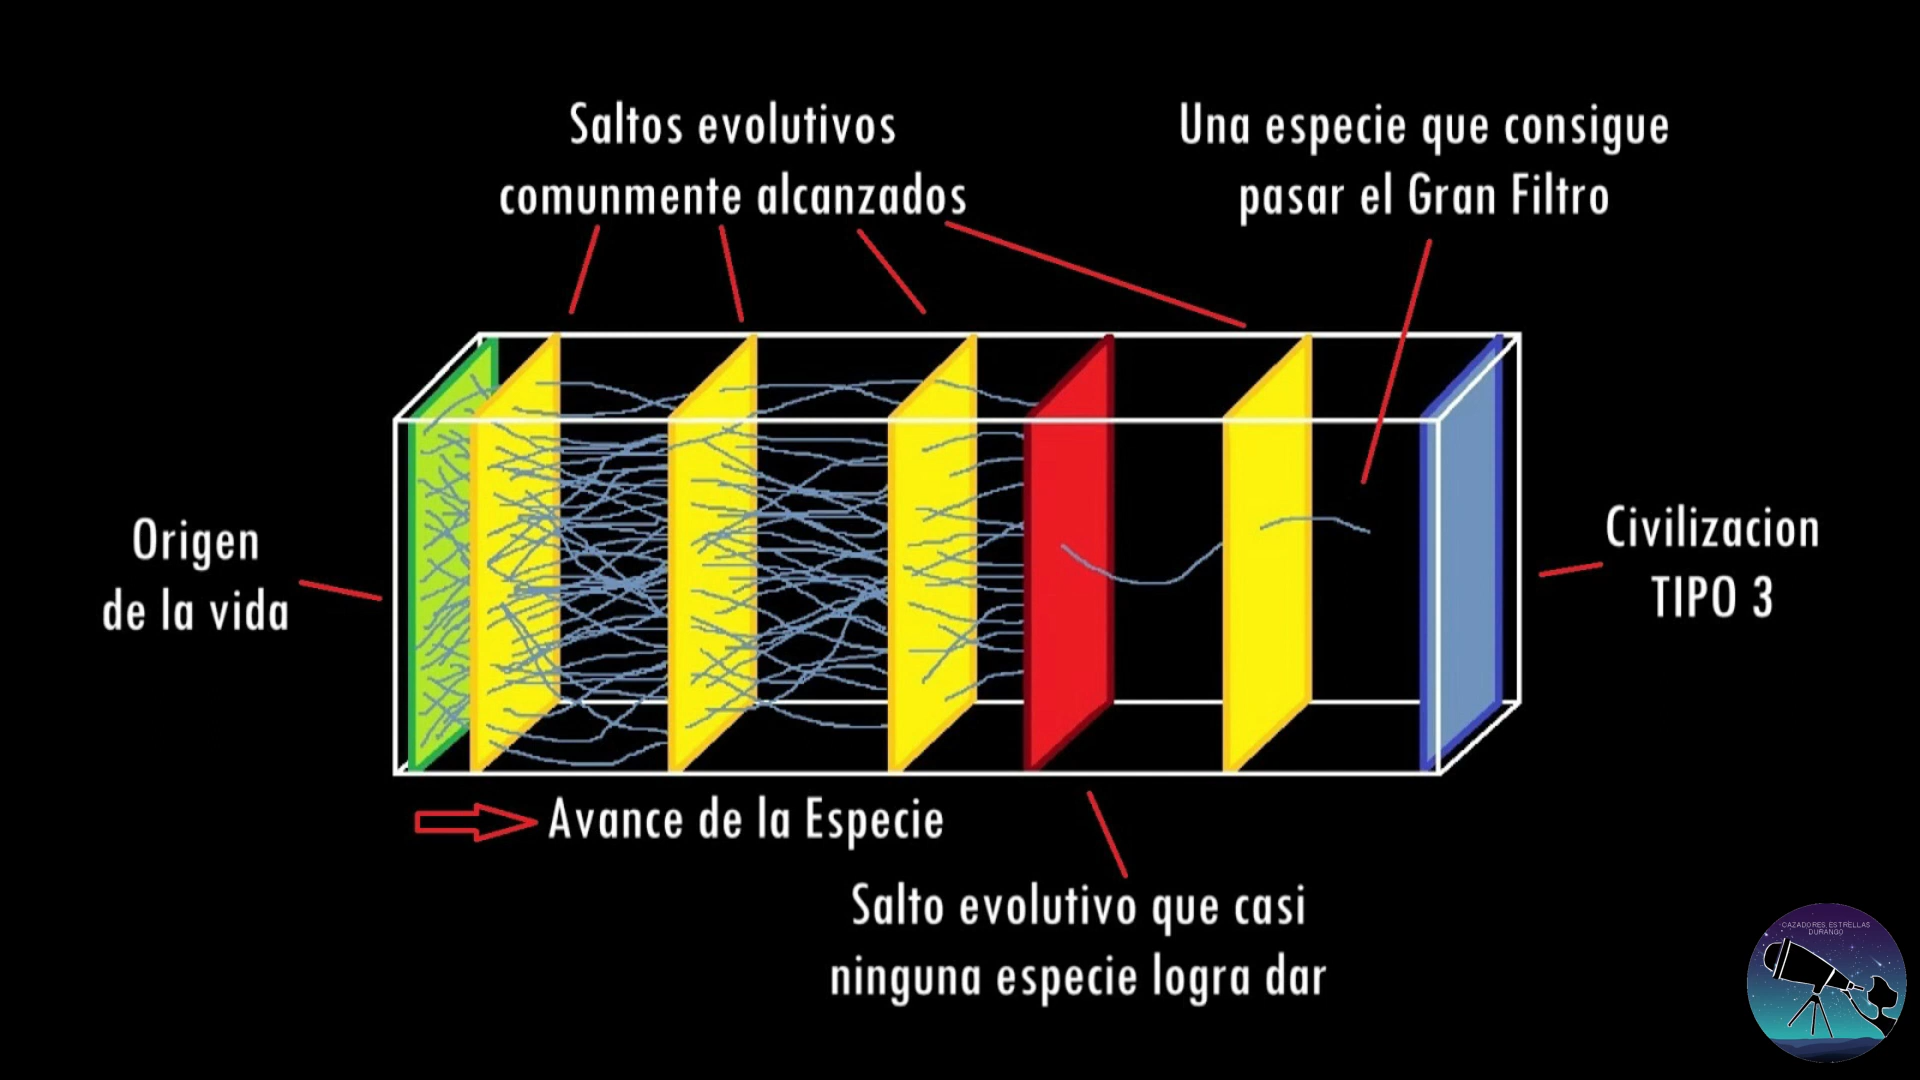 Saltos evolutivos
comunmente alcanzados
Una especie que consigue
pasar el Gran Filtro
Origen
de la vida
Civilizacion
TIPO 3
Avance de la Especie
Salto evolutivo que casi
ninguna especie logra dar
CAZADORES ESTRELLAS
DURANGO